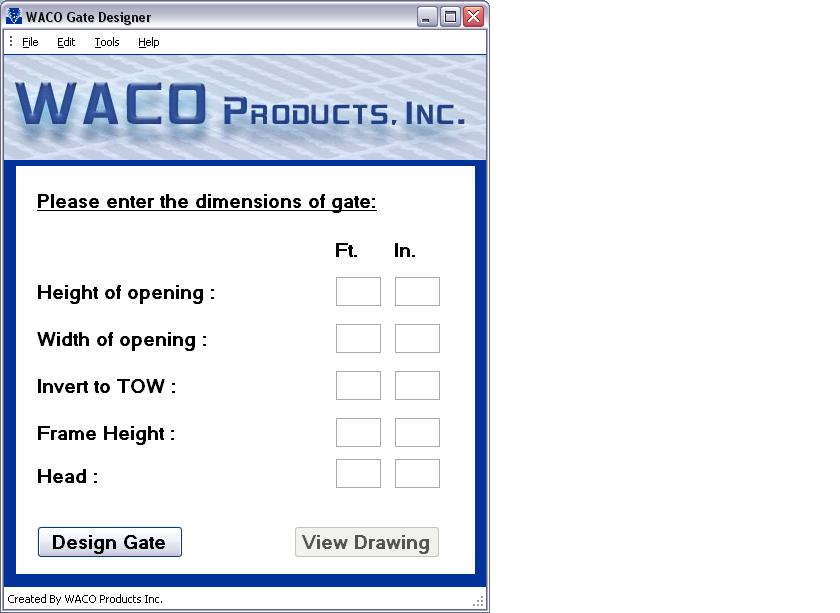 WACO Gate Designer
File Edit Tools Help
WACO PRODUCTS, INC.
Please enter the dimensions of gate:
Ft. In.
Height of opening :
Width of opening :
Invert to TOW :
Frame Height :
Head :
Design Gate View Drawing
Created By WACO Products Inc.